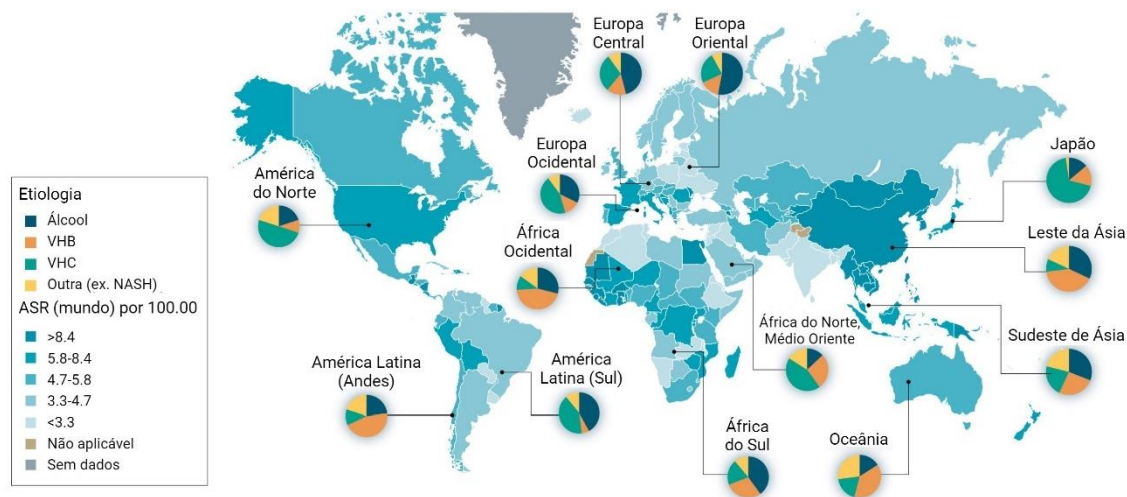 Europa
Central
Europa
Oriental
Europa
Ocidental
Japão
América
do Norte
África
Ocidental
Leste da Ásia
África do Norte,
Médio Oriente
Sudeste de Ásia
América Latina
(Andes)
América
Latina (Sul)
África
do Sul
Oceânia
Etiologia
Álcool
VHB
VHC
Outra (ex. NASH)
ASR (mundo) por 100.00
>8.4
5.8-8.4
4.7-5.8
3.3-4.7
<3.3
Não aplicável
Sem dados